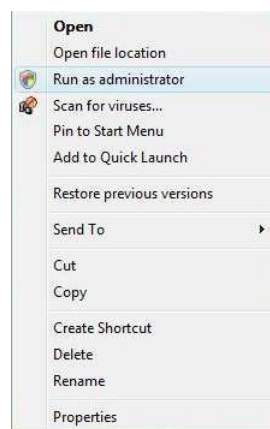 Open
Open file location
Run as administrator
Scan for viruses...
Pin to Start Menu
Add to Quick Launch
Restore previous versions
Send To
Cut
Copy
Create Shortcut
Delete
Rename
Properties